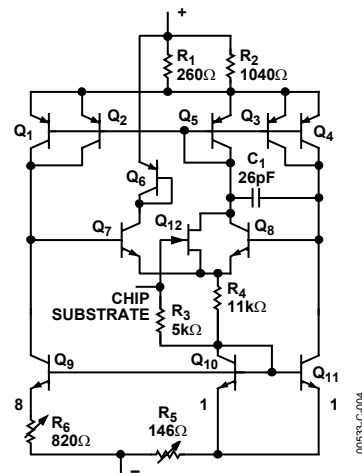 +
R1
260Ω
R2
1040Ω
Q1
Q2
Q5
Q3
Q4
C1
26pF
Q6
Q7
Q12
Q8
CHIP
SUBSTRATE
R3
5kΩ
R4
11kΩ
Q9
Q10
Q11
8
1
1
R6
820Ω
R5
146Ω
–
00533-C-004